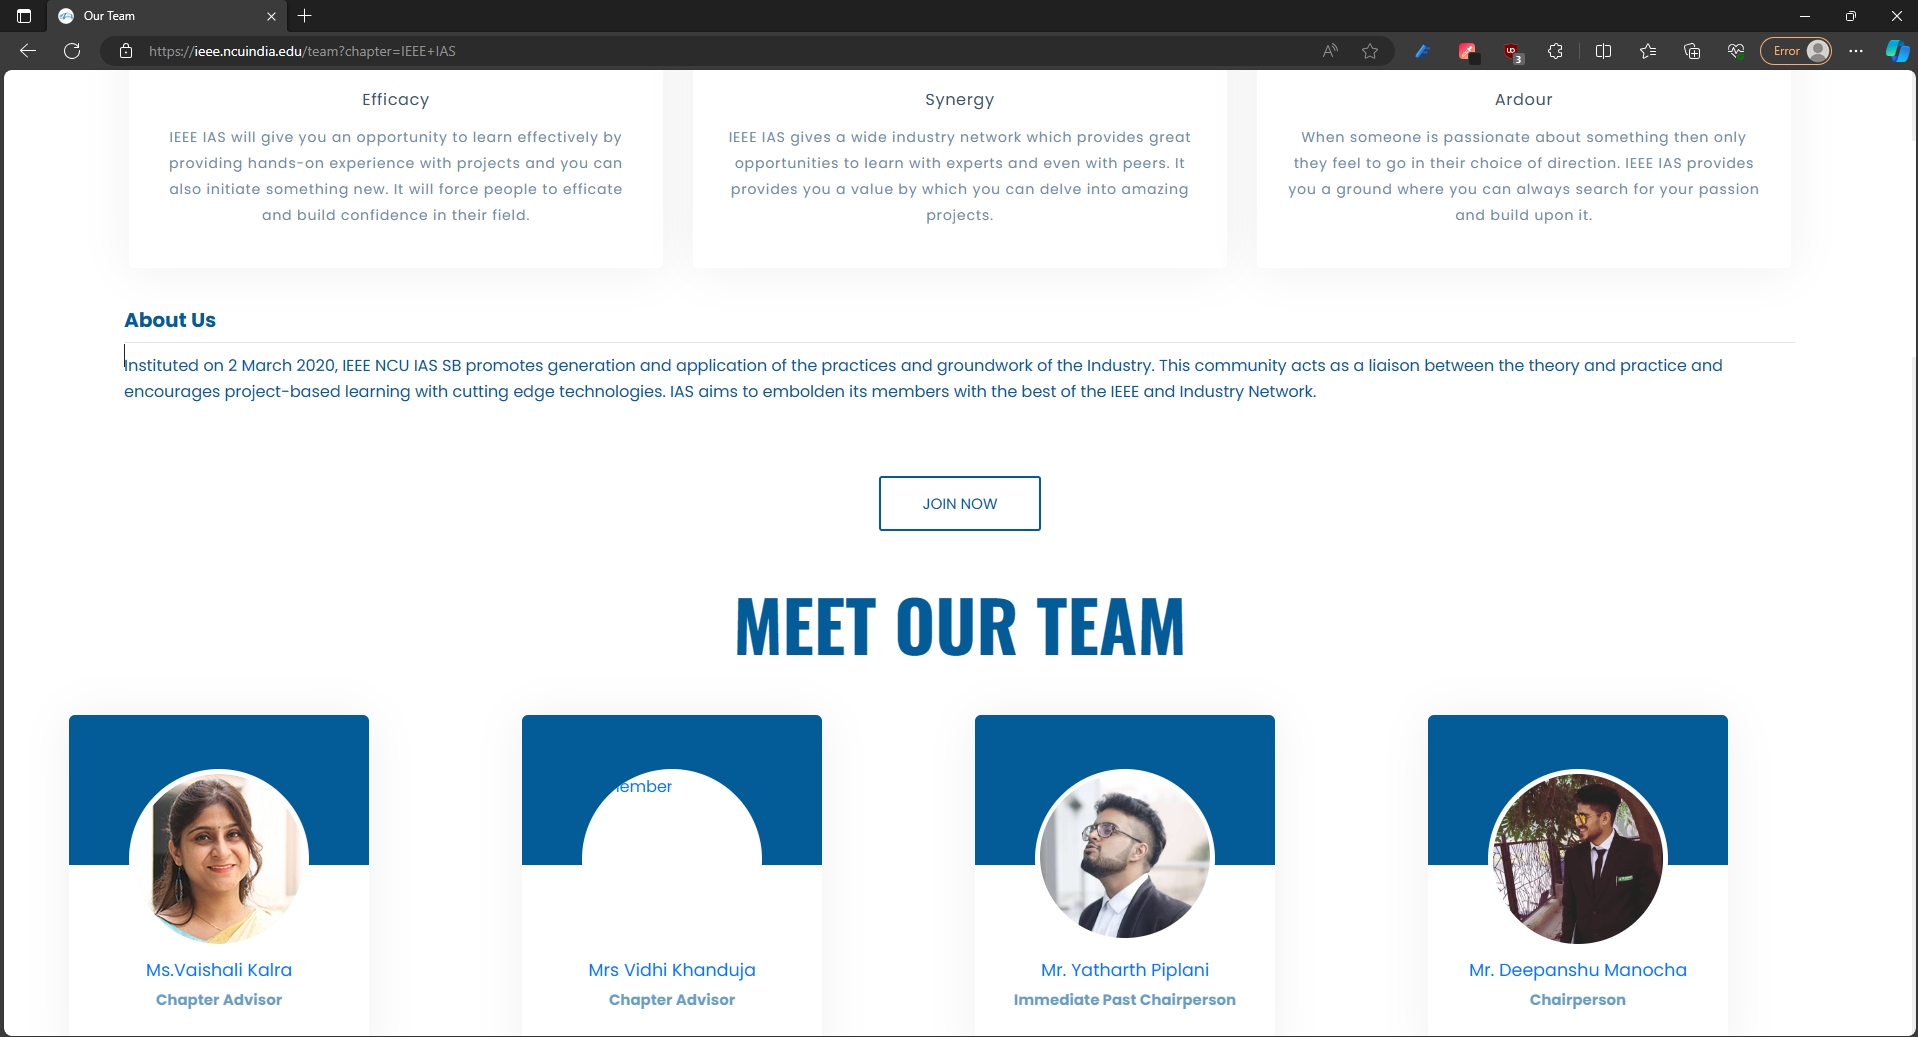 Our Team
https://ieee.ncuindia.edu/team?chapter=IEEE+IAS
3
Error
Efficacy
IEEE IAS will give you an opportunity to learn effectively by
providing hands-on experience with projects and you can
also initiate something new. It will force people to efficate
and build confidence in their field.
Synergy
IEEE IAS gives a wide industry network which provides great
opportunities to learn with experts and even with peers. It
provides you a value by which you can delve into amazing
projects.
Ardour
When someone is passionate about something then only
they feel to go in their choice of direction. IEEE IAS provides
you a ground where you can always search for your passion
and build upon it.
About Us
Instituted on 2 March 2020, IEEE NCU IAS SB promotes generation and application of the practices and groundwork of the Industry. This community acts as a liaison between the theory and practice and
encourages project-based learning with cutting edge technologies. IAS aims to embolden its members with the best of the IEEE and Industry Network.
JOIN NOW
MEET OUR TEAM
ember
Ms.Vaishali Kalra
Chapter Advisor
Mrs Vidhi Khanduja
Chapter Advisor
Mr. Yatharth Piplani
Immediate Past Chairperson
Mr. Deepanshu Manocha
Chairperson